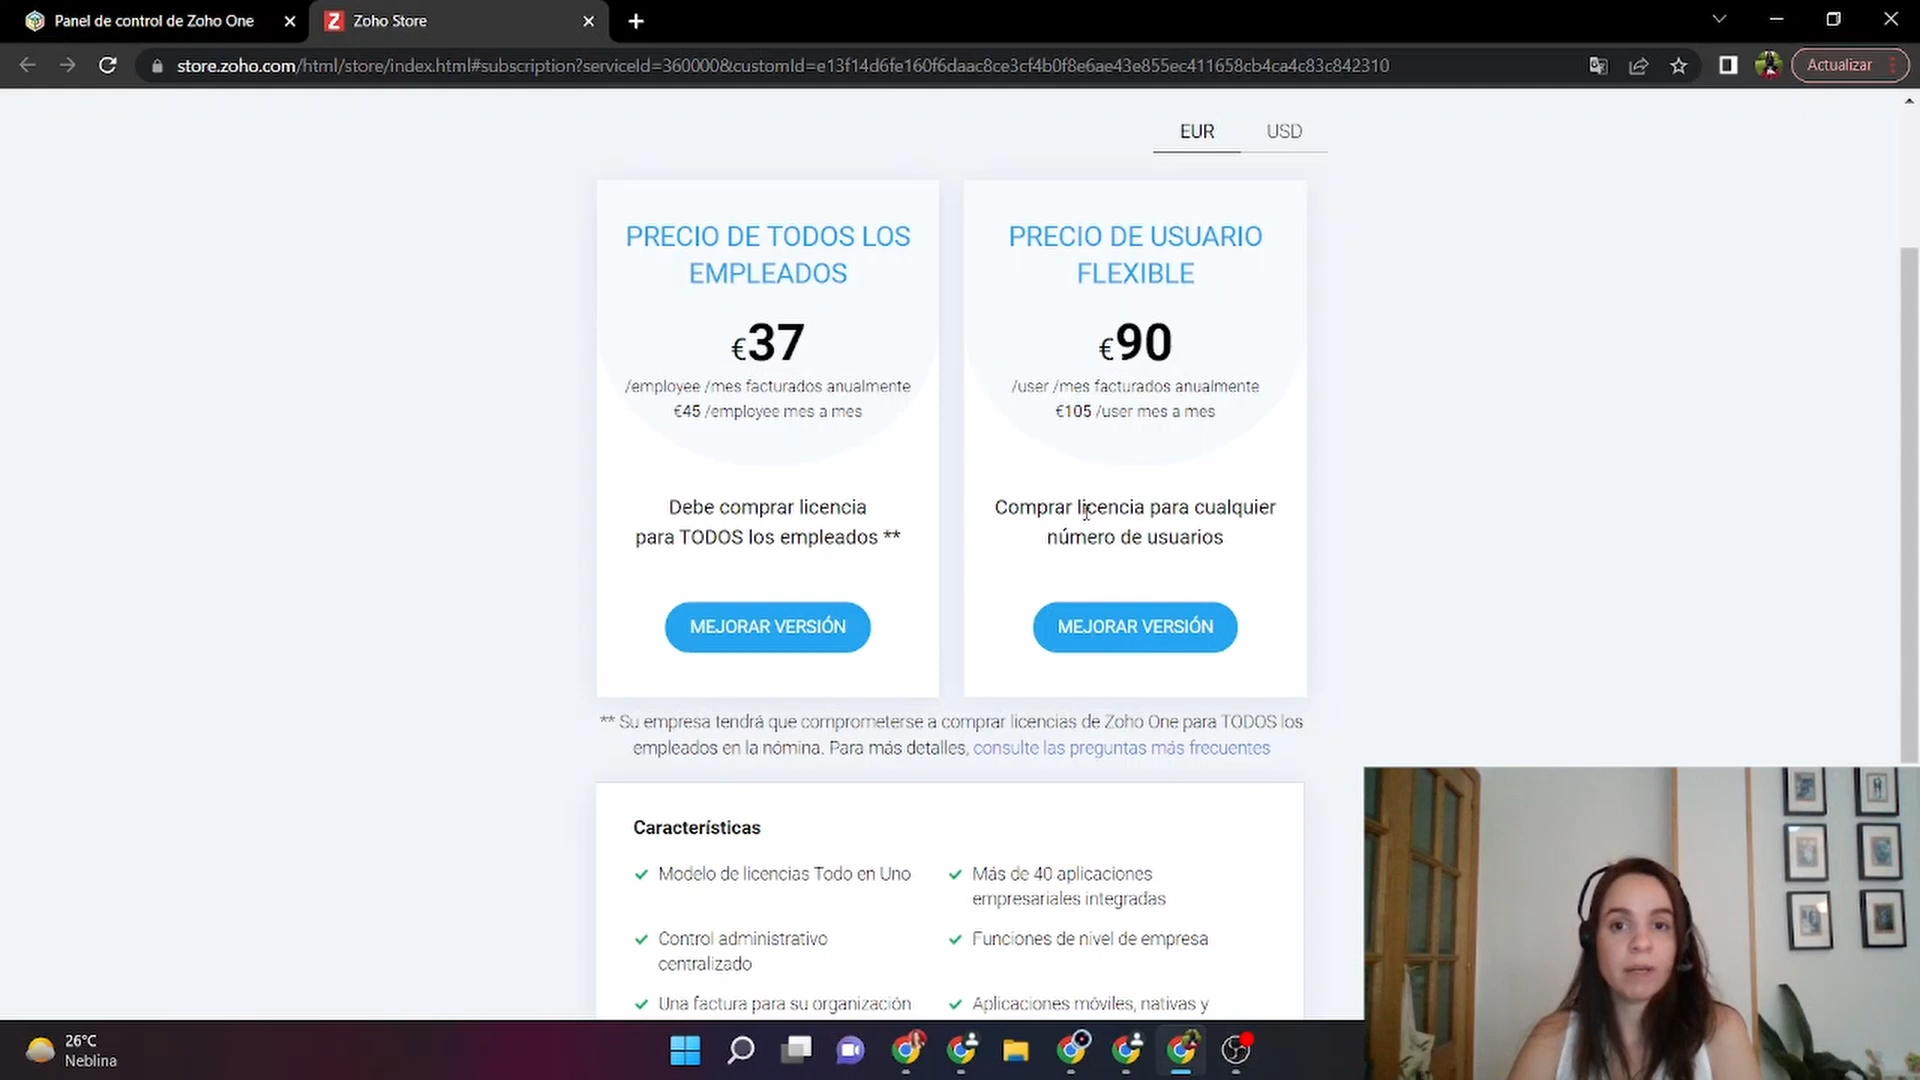 Panel de control de Zoho One
Zoho Store
store.zoho.com/html/store/index.html#subscription?serviceId=360000&customId=e13f14d6fe160f6daac8ce3cf4b0f8e6ae43e855ec411658cb4ca4c83c842310
Actualizar
EUR USD
PRECIO DE TODOS LOS
EMPLEADOS
€37
/employee /mes facturados anualmente
€45 /employee mes a mes
Debe comprar licencia
para TODOS los empleados **
MEJORAR VERSIÓN
PRECIO DE USUARIO
FLEXIBLE
€90
/user /mes facturados anualmente
€105 /user mes a mes
Comprar licencia para cualquier
número de usuarios
MEJORAR VERSIÓN
** Su empresa tendrá que comprometerse a comprar licencias de Zoho One para TODOS los
empleados en la nómina. Para más detalles, consulte las preguntas más frecuentes
Características
Modelo de licencias Todo en Uno
Más de 40 aplicaciones
empresariales integradas
Control administrativo
centralizado
Funciones de nivel de empresa
Una factura para su organización
Aplicaciones móviles, nativas y
26°C
Neblina